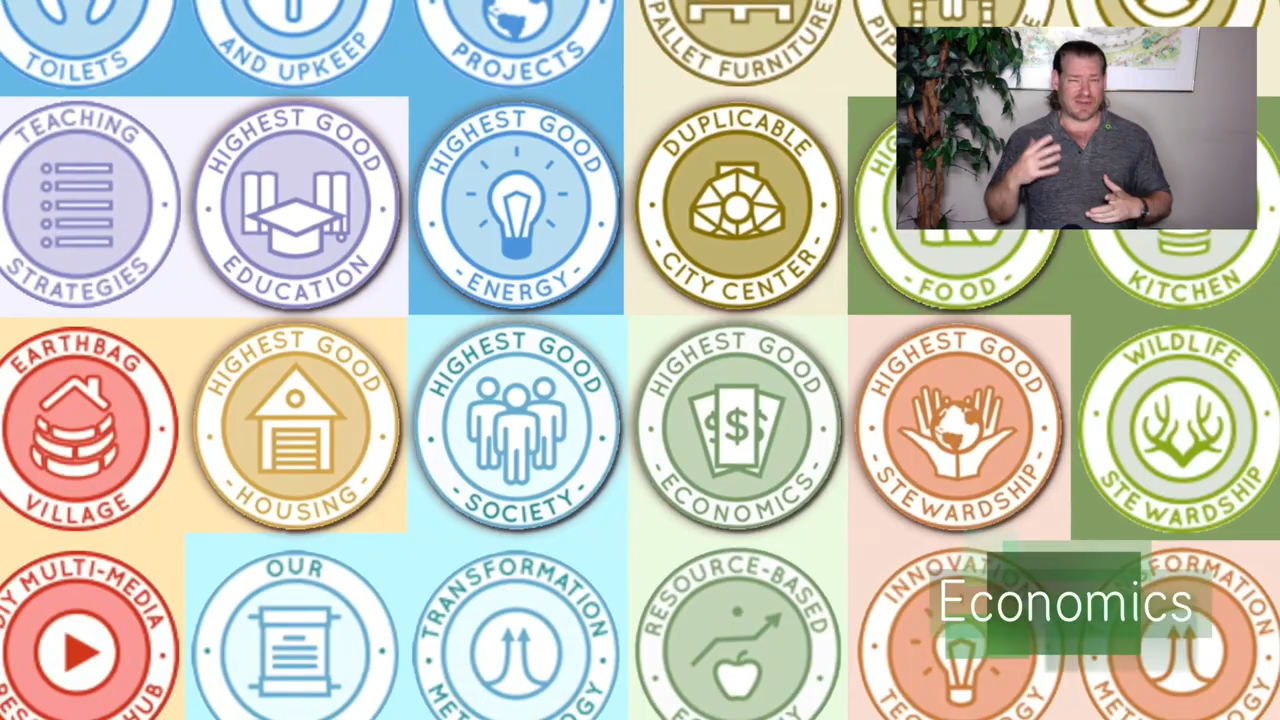 TOILETS
AND UPKEEP
PROJECTS
PALLET FURNITURE
TEACHING
STRATEGIES
HIGHEST GOOD
EDUCATION
HIGHEST GOOD
ENERGY
DUPLICABLE
CITY CENTER
FOOD
KITCHEN
EARTHBAG
VILLAGE
HIGHEST GOOD
HOUSING
HIGHEST GOOD
SOCIETY
HIGHEST GOOD
ECONOMICS
HIGHEST GOOD
STEWARDSHIP
WILDLIFE
STEWARDSHIP
DIY MULTI-MEDIA
HUB
OUR
TRANSFORMATION
RESOURCE-BASED
Economics